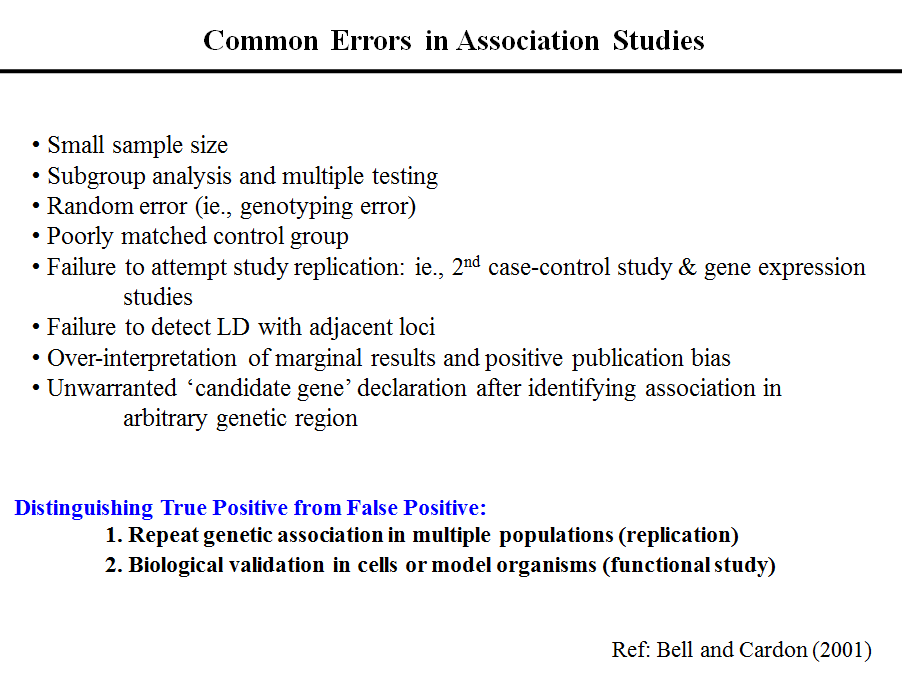 Common Errors in Association Studies
• Small sample size
• Subgroup analysis and multiple testing
• Random error (ie., genotyping error)
• Poorly matched control group
• Failure to attempt study replication: ie., 2nd case-control study & gene expression
studies
• Failure to detect LD with adjacent loci
• Over-interpretation of marginal results and positive publication bias
• Unwarranted ‘candidate gene’ declaration after identifying association in
arbitrary genetic region
Distinguishing True Positive from False Positive:
1. Repeat genetic association in multiple populations (replication)
2. Biological validation in cells or model organisms (functional study)
Ref: Bell and Cardon (2001)